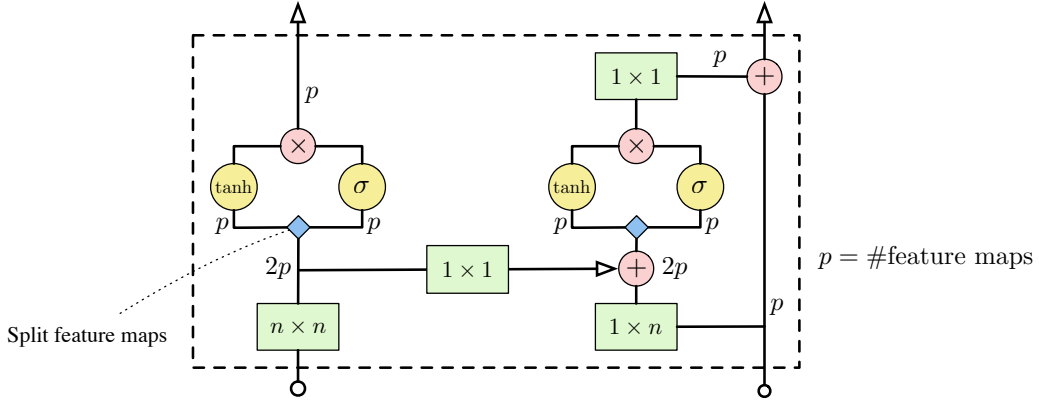 p
1 × 1
p
+
×
×
tanh
σ
tanh
σ
p
p
p
p
2p
1 × 1
+
2p
p = #feature maps
n × n
1 × n
p
Split feature maps